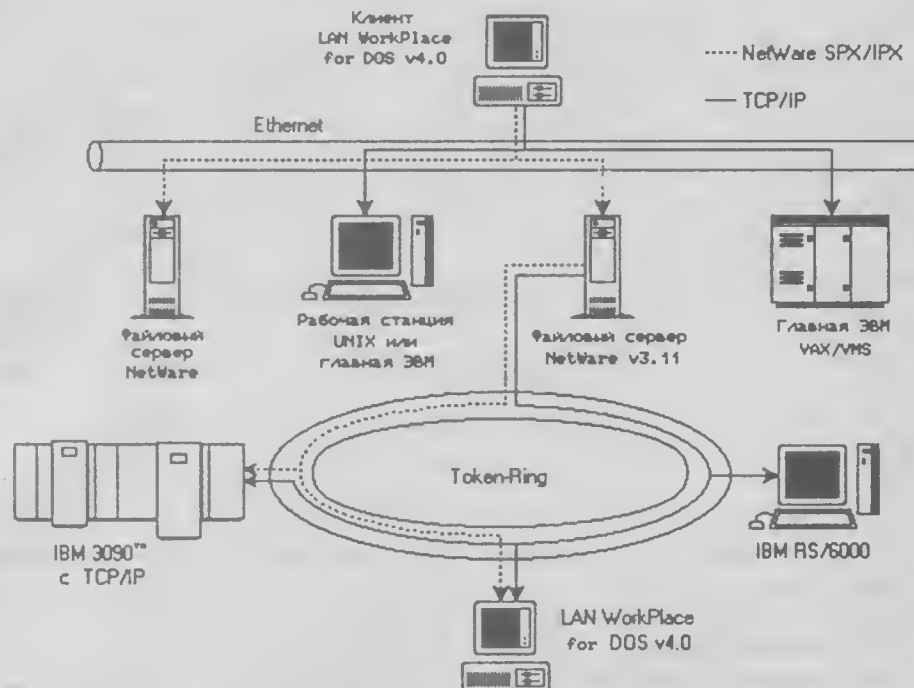 Клиент
LAN WorkPlace
for DOS v4.0
NetWare SPX/IPX
TCP/IP
Ethernet
Файловый
сервер
NetWare
Рабочая станция
UNIX или
главная ЭВМ
Файловый сервер
NetWare v3.11
Главная ЭВМ
VAX/VMS
Token-Ring
IBM 3090™
с TCP/IP
IBM RS/6000
LAN WorkPlace
for DOS v4.0